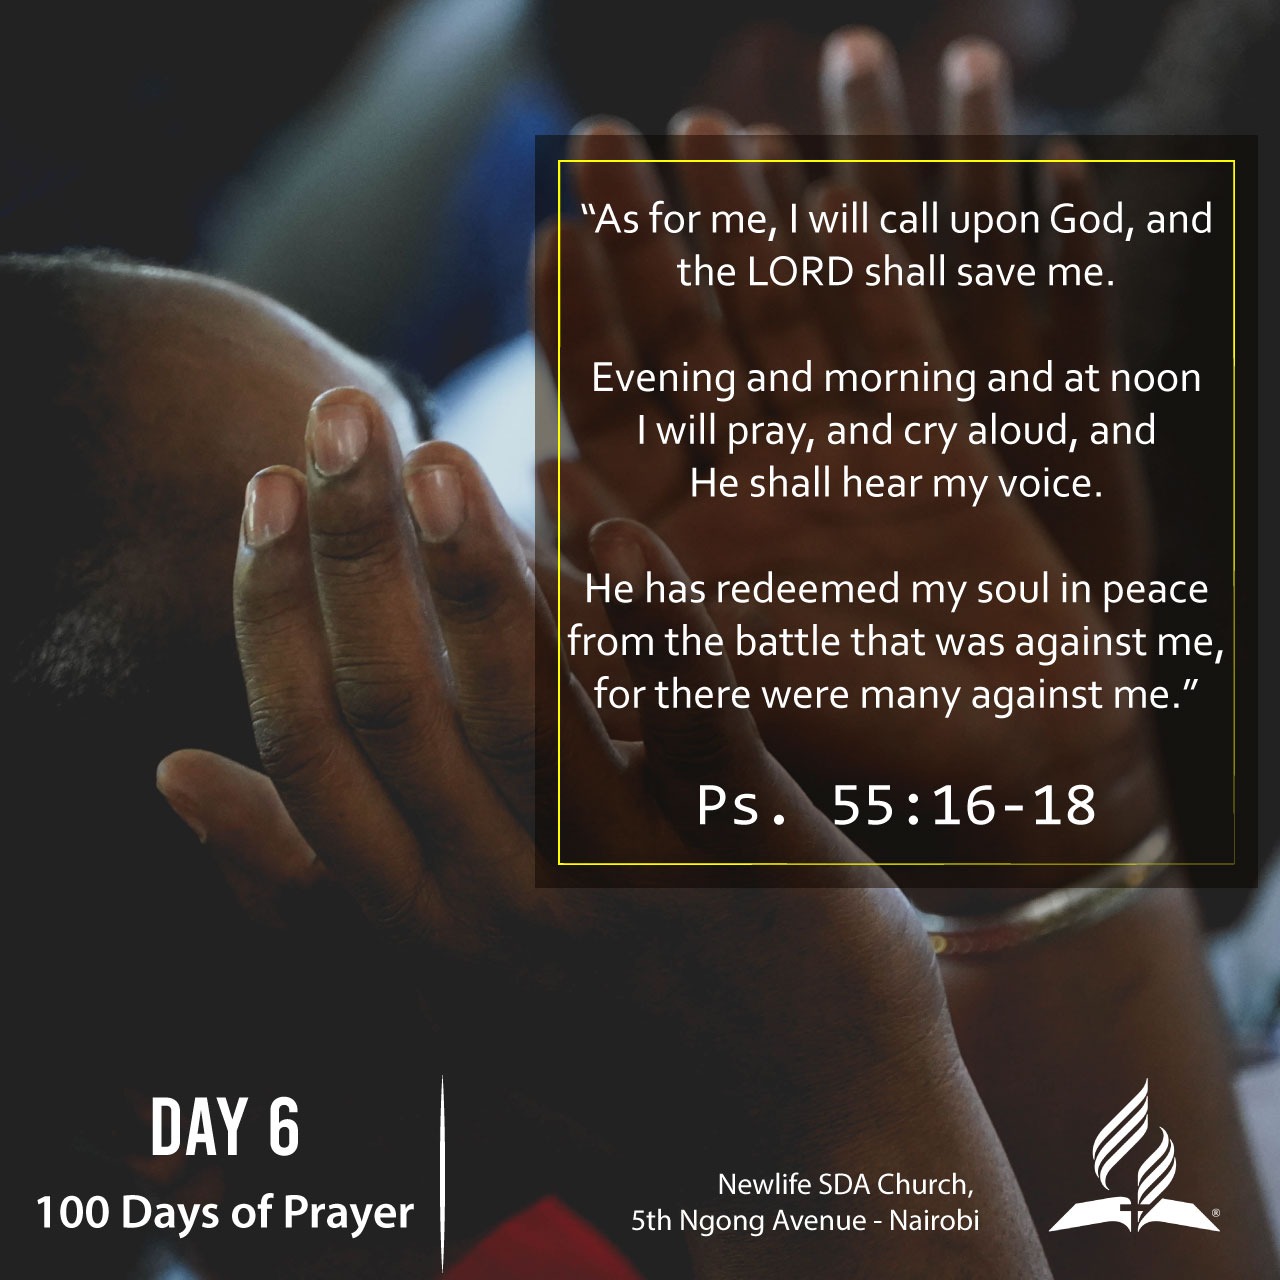 “As for me, I will call upon God, and
the LORD shall save me.
Evening and morning and at noon
I will pray, and cry aloud, and
He shall hear my voice.
He has redeemed my soul in peace
from the battle that was against me,
for there were many against me.”
Ps. 55:16-18
DAY 6
100 Days of Prayer
Newlife SDA Church,
5th Ngong Avenue - Nairobi
®